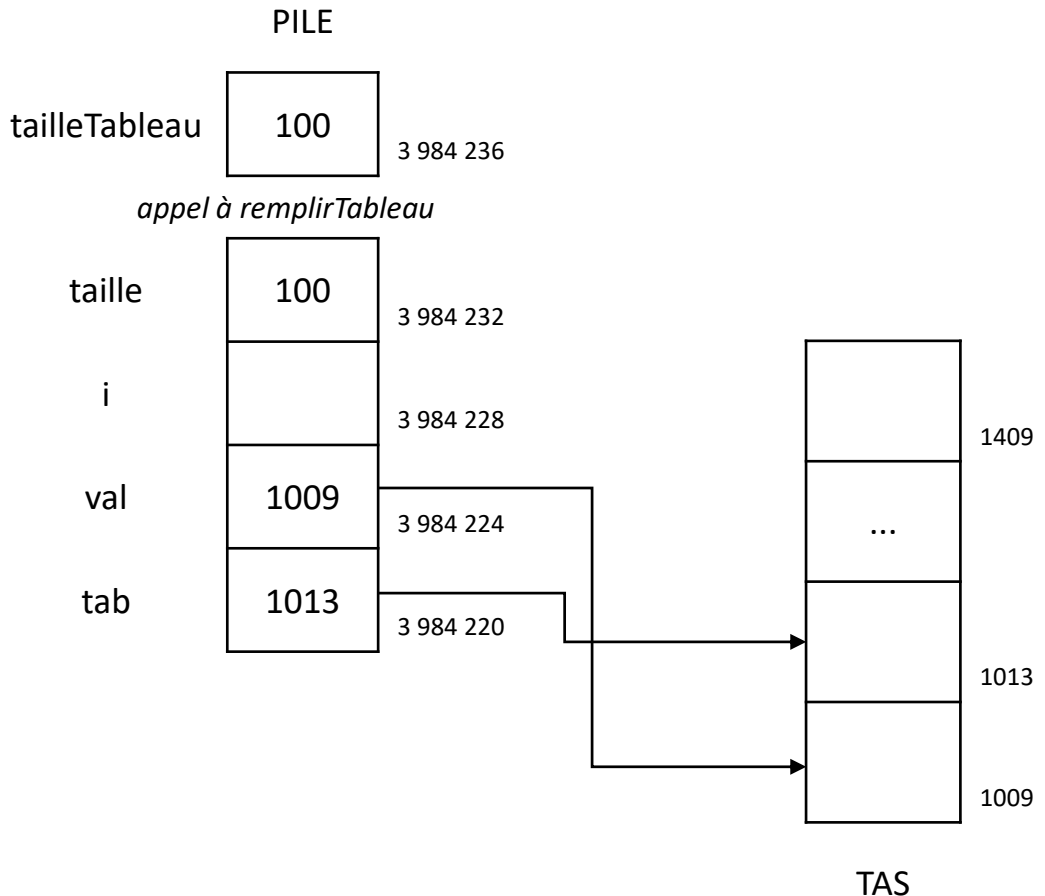 PILE
tailleTableau 100 3 984 236
appel à remplirTableau
taille 100 3 984 232
i 3 984 228
val 1009 3 984 224
tab 1013 3 984 220
1409
...
1013
1009
TAS